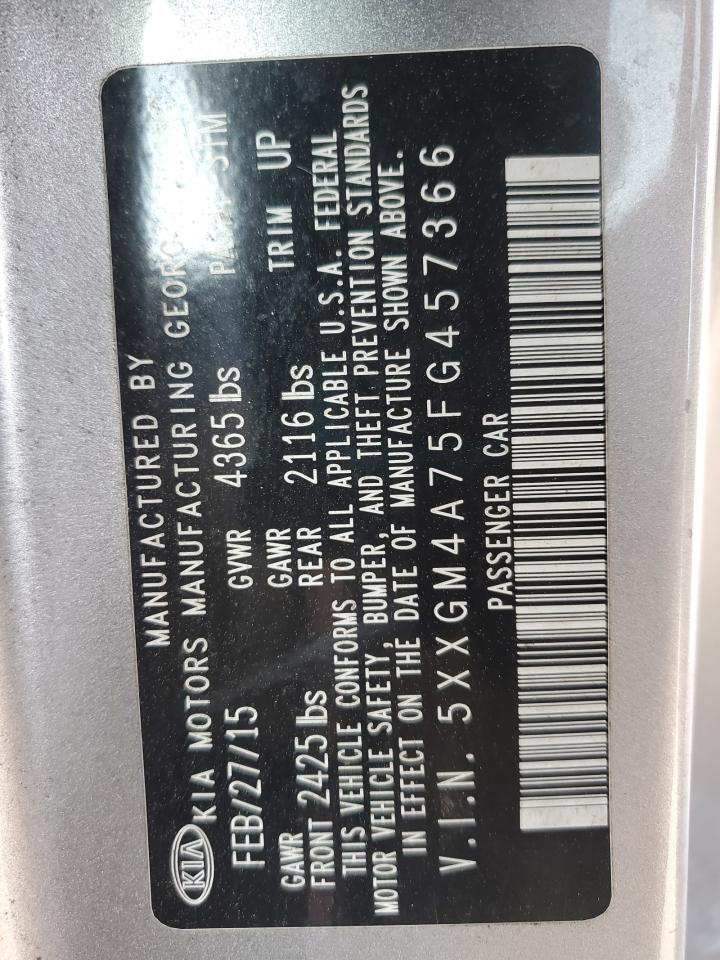 MANUFACTURED BY
KIA KIA MOTORS MANUFACTURING
FEB/27/15 GVWR 4365 lbs
GAWR GAWR TRIM UP
FRONT 2425 lbs REAR 2116 lbs
THIS VEHICLE CONFORMS TO ALL APPLICABLE U.S.A. FEDERAL
MOTOR VEHICLE SAFETY, BUMPER, AND THEFT PREVENTION STANDARDS
IN EFFECT ON THE DATE OF MANUFACTURE SHOWN ABOVE.
V.I.N. 5XXGM4A75FG457366
PASSENGER CAR